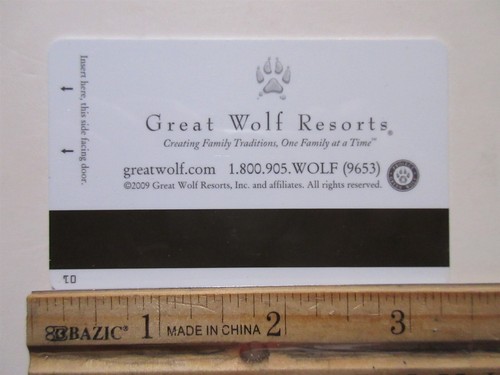 Insert here, this side facing door.
Great Wolf Resorts®
Creating Family Traditions, One Family at a Time™
greatwolf.com 1.800.905.WOLF (9653)
©2009 Great Wolf Resorts, Inc. and affiliates. All rights reserved.
BAZIC® 1 MADE IN CHINA 2 3